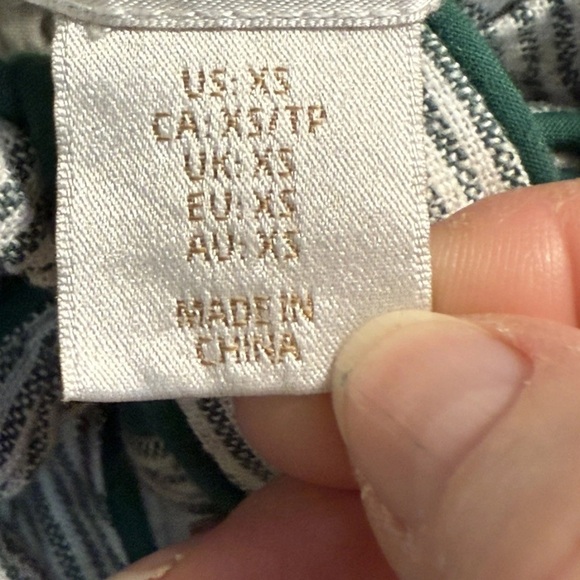 US: XS
CA: XS/TP
UK: XS
EU: XS
AU: XS
MADE IN
CHINA